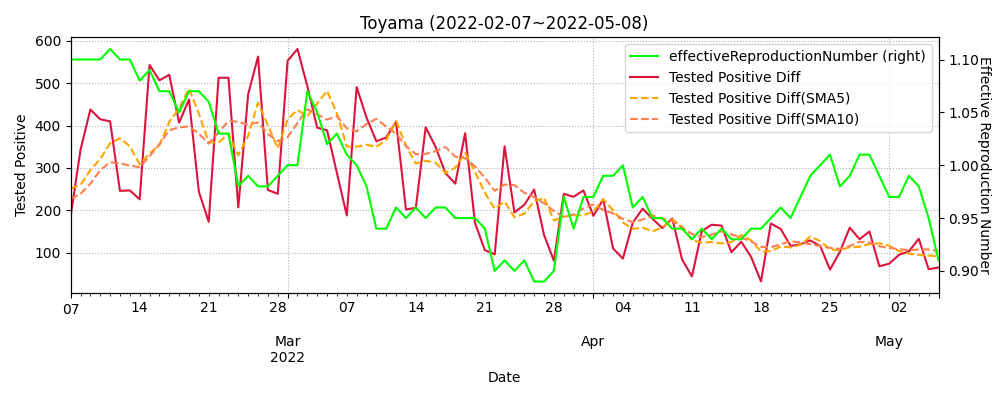 Toyama (2022-02-07~2022-05-08)
600
500
400
300
200
100
Tested Positive
effectiveReproductionNumber (right)
Tested Positive Diff
Tested Positive Diff(SMA5)
Tested Positive Diff(SMA10)
1.10
1.05
1.00
0.95
0.90
Effective Reproduction Number
07 14 21 28 07 14 21 28 04 11 18 25 02
Mar Apr May
2022
Date